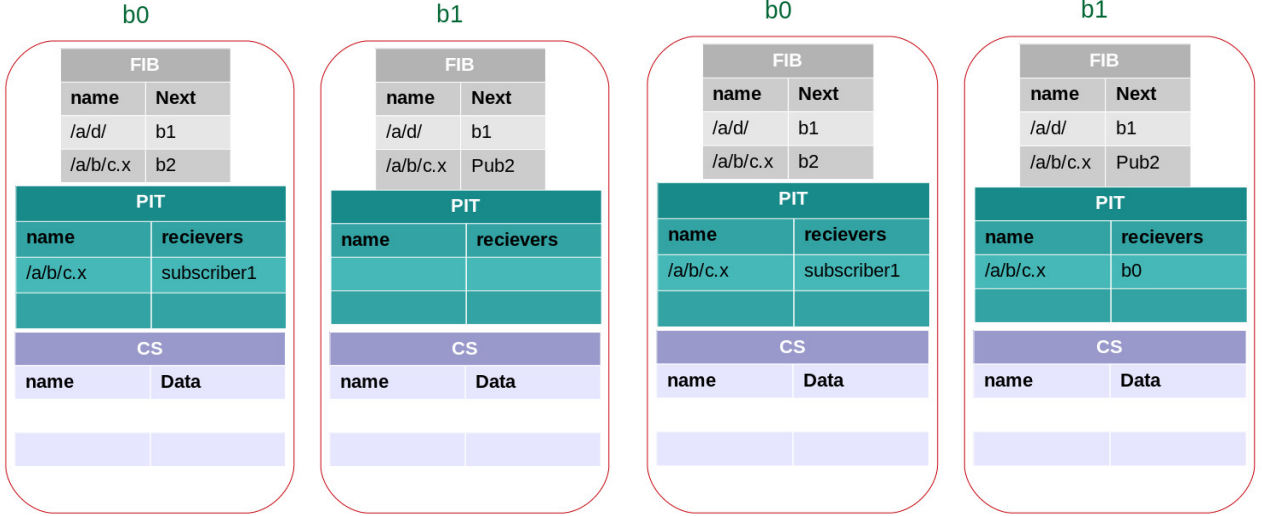 b0
FIB
name Next
/a/d/ b1
/a/b/c.x b2
PIT
name recievers
/a/b/c.x subscriber1
CS
name Data
b1
FIB
name Next
/a/d/ b1
/a/b/c.x Pub2
PIT
name recievers
CS
name Data
b0
FIB
name Next
/a/d/ b1
/a/b/c.x b2
PIT
name recievers
/a/b/c.x subscriber1
CS
name Data
b1
FIB
name Next
/a/d/ b1
/a/b/c.x Pub2
PIT
name recievers
/a/b/c.x b0
CS
name Data